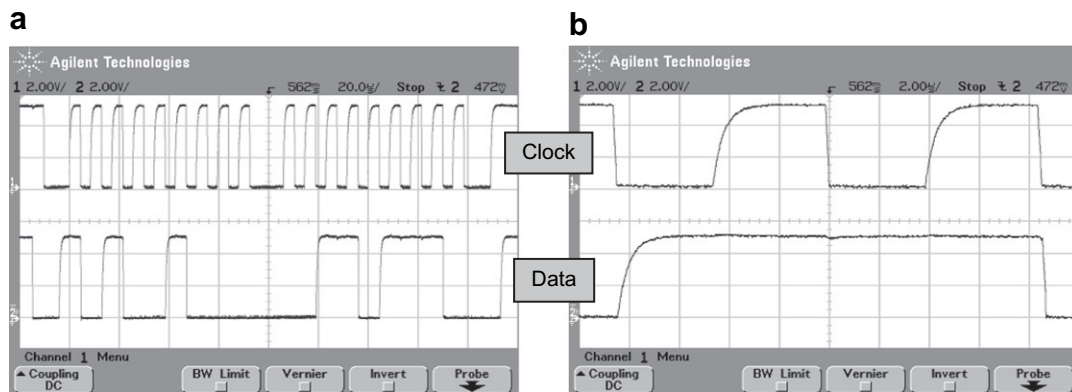 a
b
Agilent Technologies
1 2.00V/ 2 2.00V/ 20.0 Stop 2 472
Agilent Technologies
1 2.00V/ 2 2.00V/ 2.00 Stop 2 472
Clock
Data
Channel 1 Menu
Coupling
DC
BW Limit
Vernier
Invert
Probe
Channel 1 Menu
Coupling
DC
BW Limit
Vernier
Invert
Probe